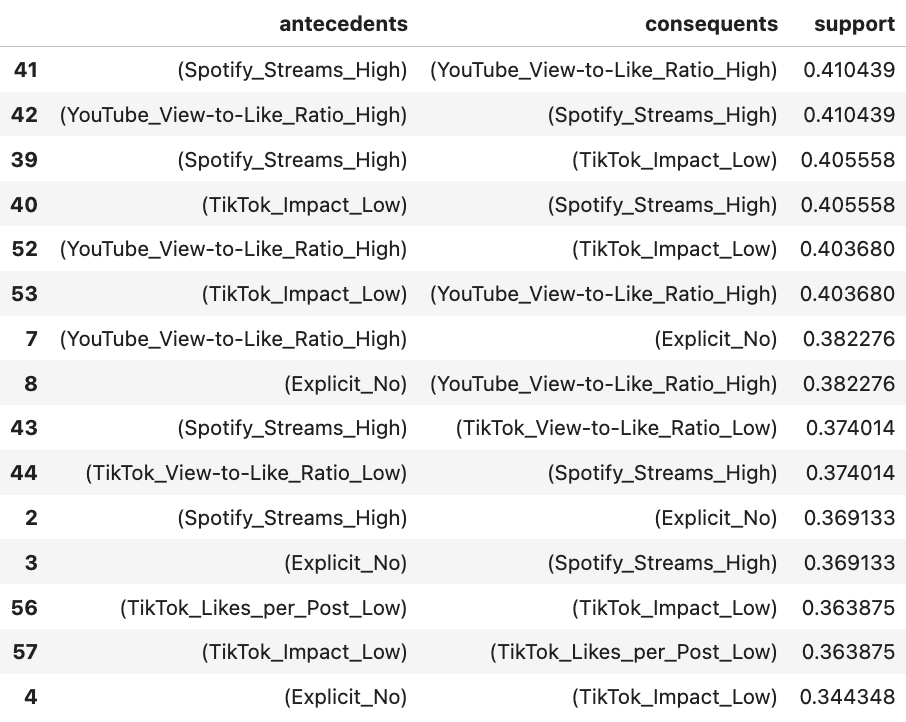 antecedents consequents support
41 (Spotify_Streams_High) (YouTube_View-to-Like_Ratio_High) 0.410439
42 (YouTube_View-to-Like_Ratio_High) (Spotify_Streams_High) 0.410439
39 (Spotify_Streams_High) (TikTok_Impact_Low) 0.405558
40 (TikTok_Impact_Low) (Spotify_Streams_High) 0.405558
52 (YouTube_View-to-Like_Ratio_High) (TikTok_Impact_Low) 0.403680
53 (TikTok_Impact_Low) (YouTube_View-to-Like_Ratio_High) 0.403680
7 (YouTube_View-to-Like_Ratio_High) (Explicit_No) 0.382276
8 (Explicit_No) (YouTube_View-to-Like_Ratio_High) 0.382276
43 (Spotify_Streams_High) (TikTok_View-to-Like_Ratio_Low) 0.374014
44 (TikTok_View-to-Like_Ratio_Low) (Spotify_Streams_High) 0.374014
2 (Spotify_Streams_High) (Explicit_No) 0.369133
3 (Explicit_No) (Spotify_Streams_High) 0.369133
56 (TikTok_Likes_per_Post_Low) (TikTok_Impact_Low) 0.363875
57 (TikTok_Impact_Low) (TikTok_Likes_per_Post_Low) 0.363875
4 (Explicit_No) (TikTok_Impact_Low) 0.344348